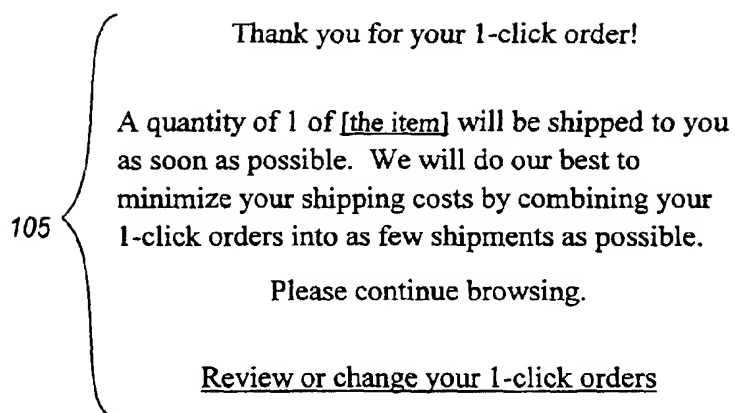 Thank you for your 1-click order!
A quantity of 1 of [the item] will be shipped to you
as soon as possible. We will do our best to
minimize your shipping costs by combining your
1-click orders into as few shipments as possible.
105
Please continue browsing.
Review or change your 1-click orders